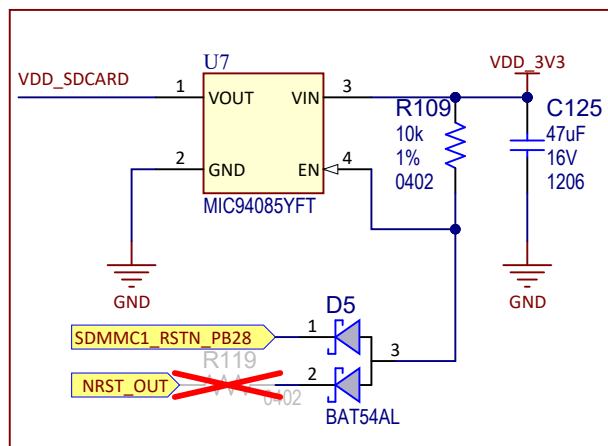 U7
VDD_SDCARD
VDD_3V3
1
VOUT
VIN
3
2
GND
EN
4
MIC94085YFT
R109
10k
1%
0402
C125
47uF
16V
1206
GND
GND
D5
SDMMC1_RSTN_PB28
1
R119
3
NRST_OUT
2
0402
BAT54AL